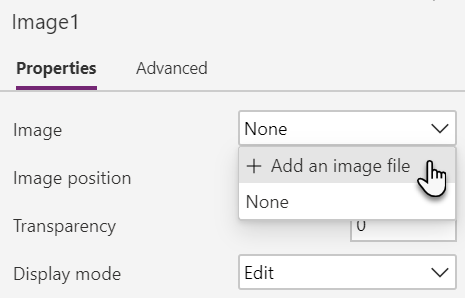 Image1
Properties Advanced
Image None
+ Add an image file
Image position
None
Transparency 0
Display mode Edit